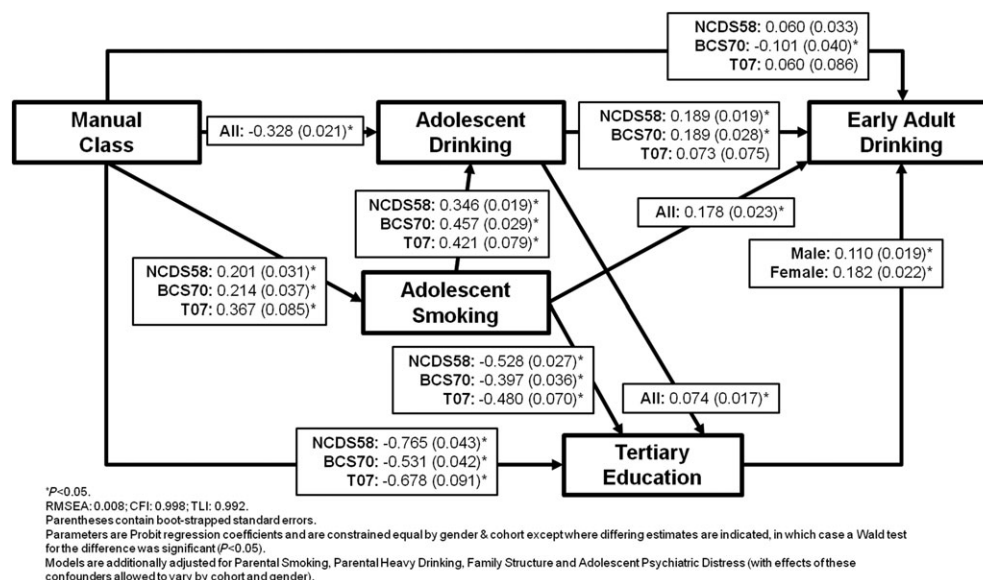 NCDS58: 0.060 (0.033)
BCS70: -0.101 (0.040)*
T07: 0.060 (0.086)
Manual
Class
All: -0.328 (0.021)*
Adolescent
Drinking
NCDS58: 0.189 (0.019)*
BCS70: 0.189 (0.028)*
T07: 0.073 (0.075)
Early Adult
Drinking
NCDS58: 0.346 (0.019)*
BCS70: 0.457 (0.029)*
T07: 0.421 (0.079)*
All: 0.178 (0.023)*
Male: 0.110 (0.019)*
Female: 0.182 (0.022)*
NCDS58: 0.201 (0.031)*
BCS70: 0.214 (0.037)*
T07: 0.367 (0.085)*
Adolescent
Smoking
NCDS58: -0.528 (0.027)*
BCS70: -0.397 (0.036)*
T07: -0.480 (0.070)*
All: 0.074 (0.017)*
NCDS58: -0.765 (0.043)*
BCS70: -0.531 (0.042)*
T07: -0.678 (0.091)*
Tertiary
Education
*P<0.05.
RMSEA: 0.008; CFI: 0.998; TLI: 0.992.
Parentheses contain boot-strapped standard errors.
Parameters are Probit regression coefficients and are constrained equal by gender & cohort except where differing estimates are indicated, in which case a Wald test
for the difference was significant (P<0.05).
Models are additionally adjusted for Parental Smoking, Parental Heavy Drinking, Family Structure and Adolescent Psychiatric Distress (with effects of these
confounders allowed to vary by cohort and gender).